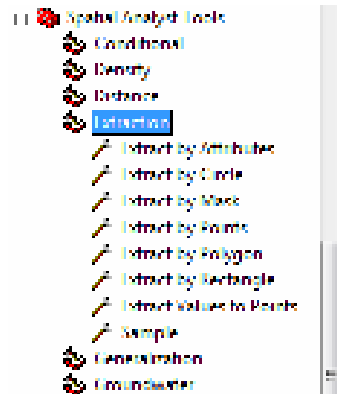 Spatial Analyst Tools
Conditional
Density
Distance
Extraction
Extract by Attributes
Extract by Circle
Extract by Mask
Extract by Points
Extract by Polygon
Extract by Rectangle
Extract Values to Points
Sample
Generalization
Groundwater